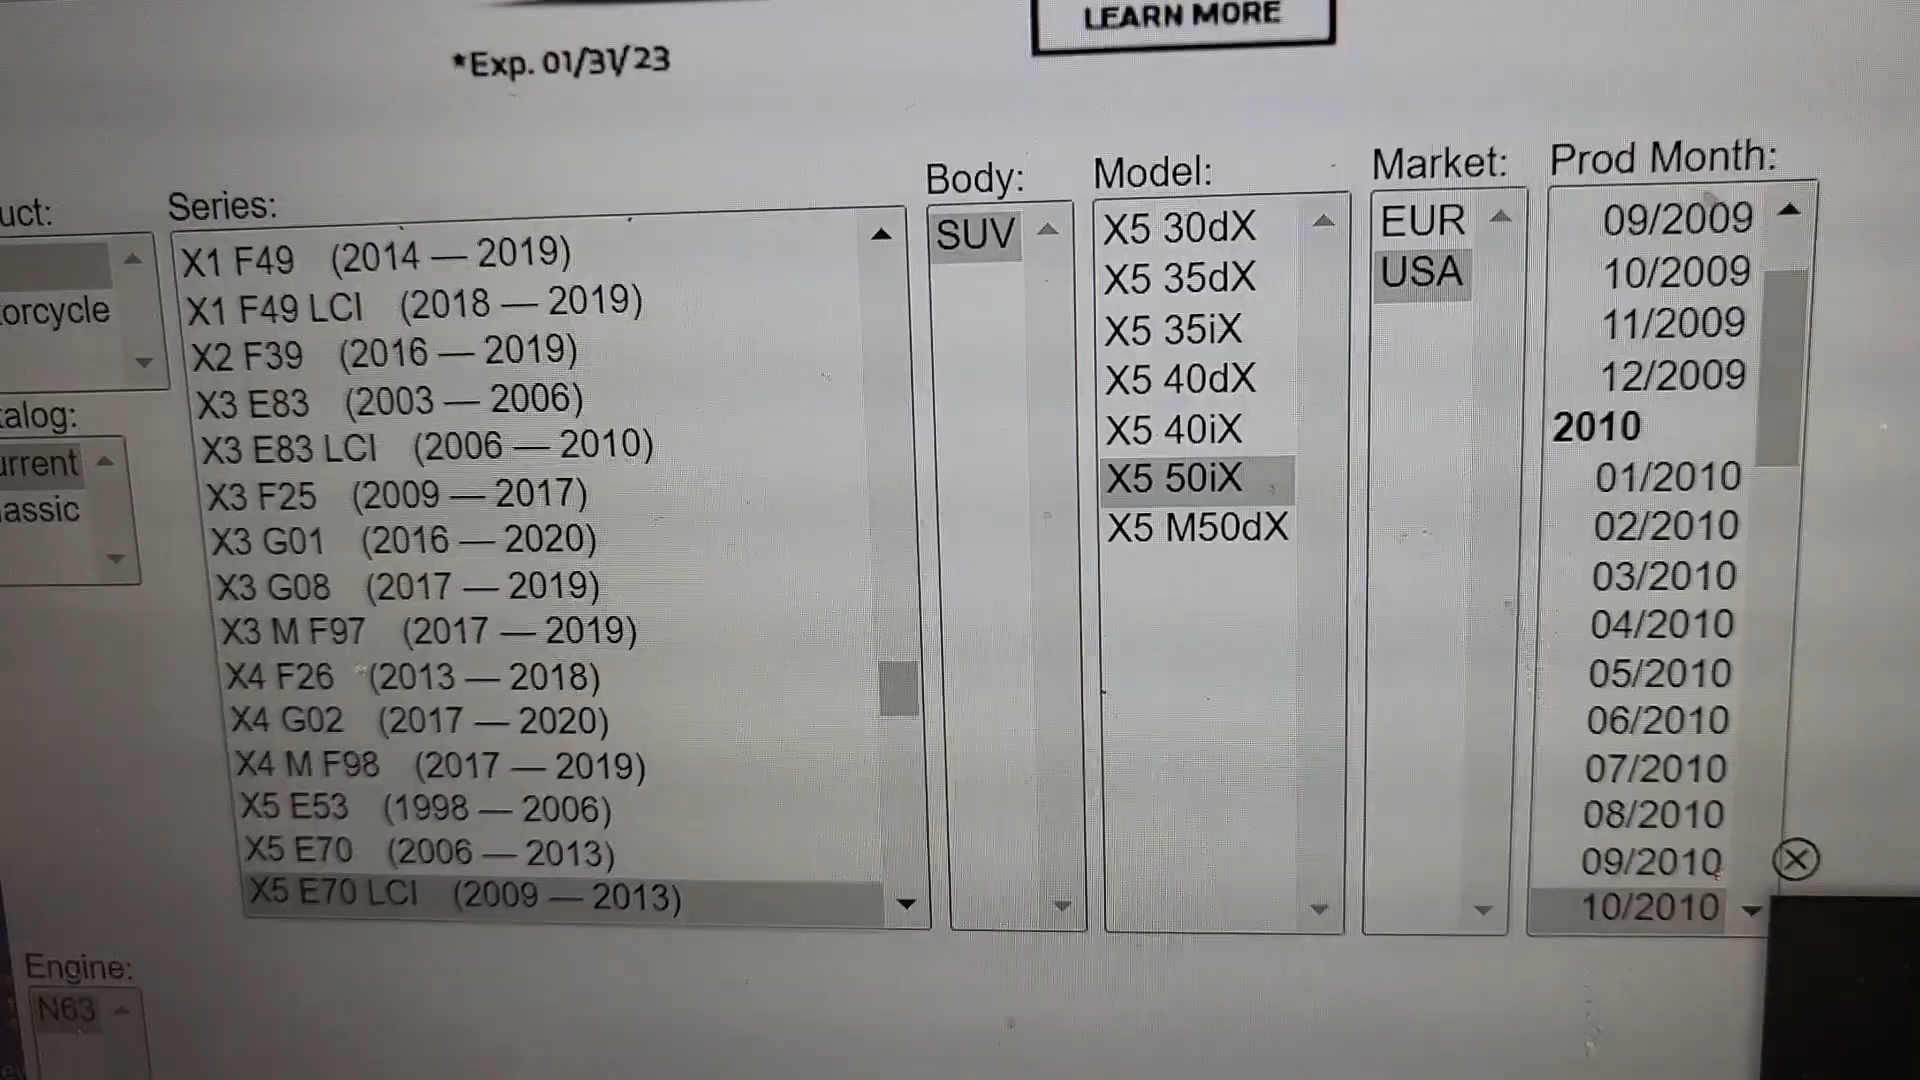 LEARN MORE
*Exp. 01/31/23
uct:
orcycle
talog:
urrent
lassic
Series:
X1 F49 (2014 — 2019)
X1 F49 LCI (2018 — 2019)
X2 F39 (2016 — 2019)
X3 E83 (2003 — 2006)
X3 E83 LCI (2006 — 2010)
X3 F25 (2009 — 2017)
X3 G01 (2016 — 2020)
X3 G08 (2017 — 2019)
X3 M F97 (2017 — 2019)
X4 F26 (2013 — 2018)
X4 G02 (2017 — 2020)
X4 M F98 (2017 — 2019)
X5 E53 (1998 — 2006)
X5 E70 (2006 — 2013)
X5 E70 LCI (2009 — 2013)
Body:
SUV
Model:
X5 30dX
X5 35dX
X5 35iX
X5 40dX
X5 40iX
X5 50iX
X5 M50dX
Market:
EUR
USA
Prod Month:
09/2009
10/2009
11/2009
12/2009
2010
01/2010
02/2010
03/2010
04/2010
05/2010
06/2010
07/2010
08/2010
09/2010
10/2010
Engine:
N63